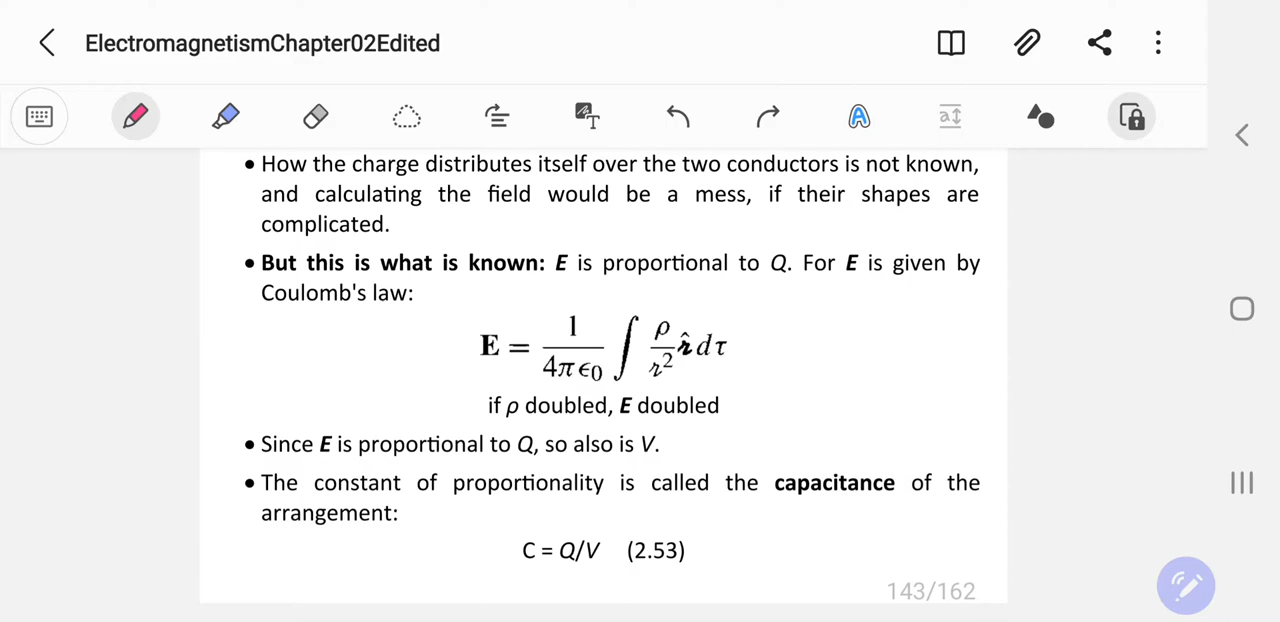 ElectromagnetismChapter02Edited
T
A
a
• How the charge distributes itself over the two conductors is not known,
and calculating the field would be a mess, if their shapes are
complicated.
• But this is what is known: E is proportional to Q. For E is given by
Coulomb's law:
E = 1/4πϵ₀ ∫ ρ/𝓇² 𝓇̂ dτ
if ρ doubled, E doubled
• Since E is proportional to Q, so also is V.
• The constant of proportionality is called the capacitance of the
arrangement:
C = Q/V (2.53)
143/162